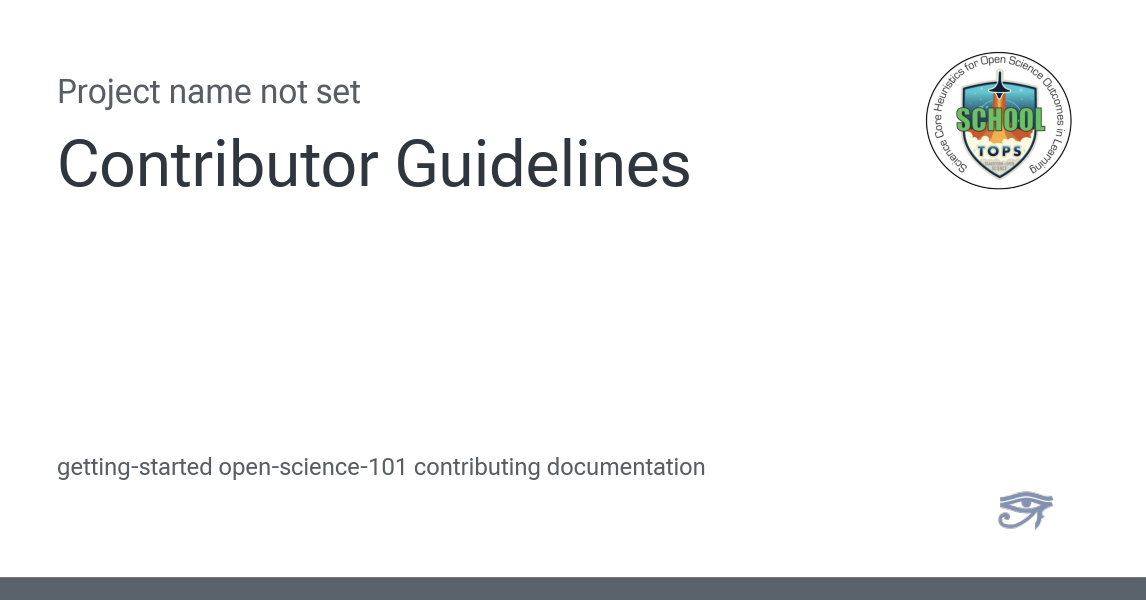 Project name not set
Contributor Guidelines
Science Core Heuristics for Open Science Outcomes in Learning
SCHOOL
TOPS
getting-started open-science-101 contributing documentation